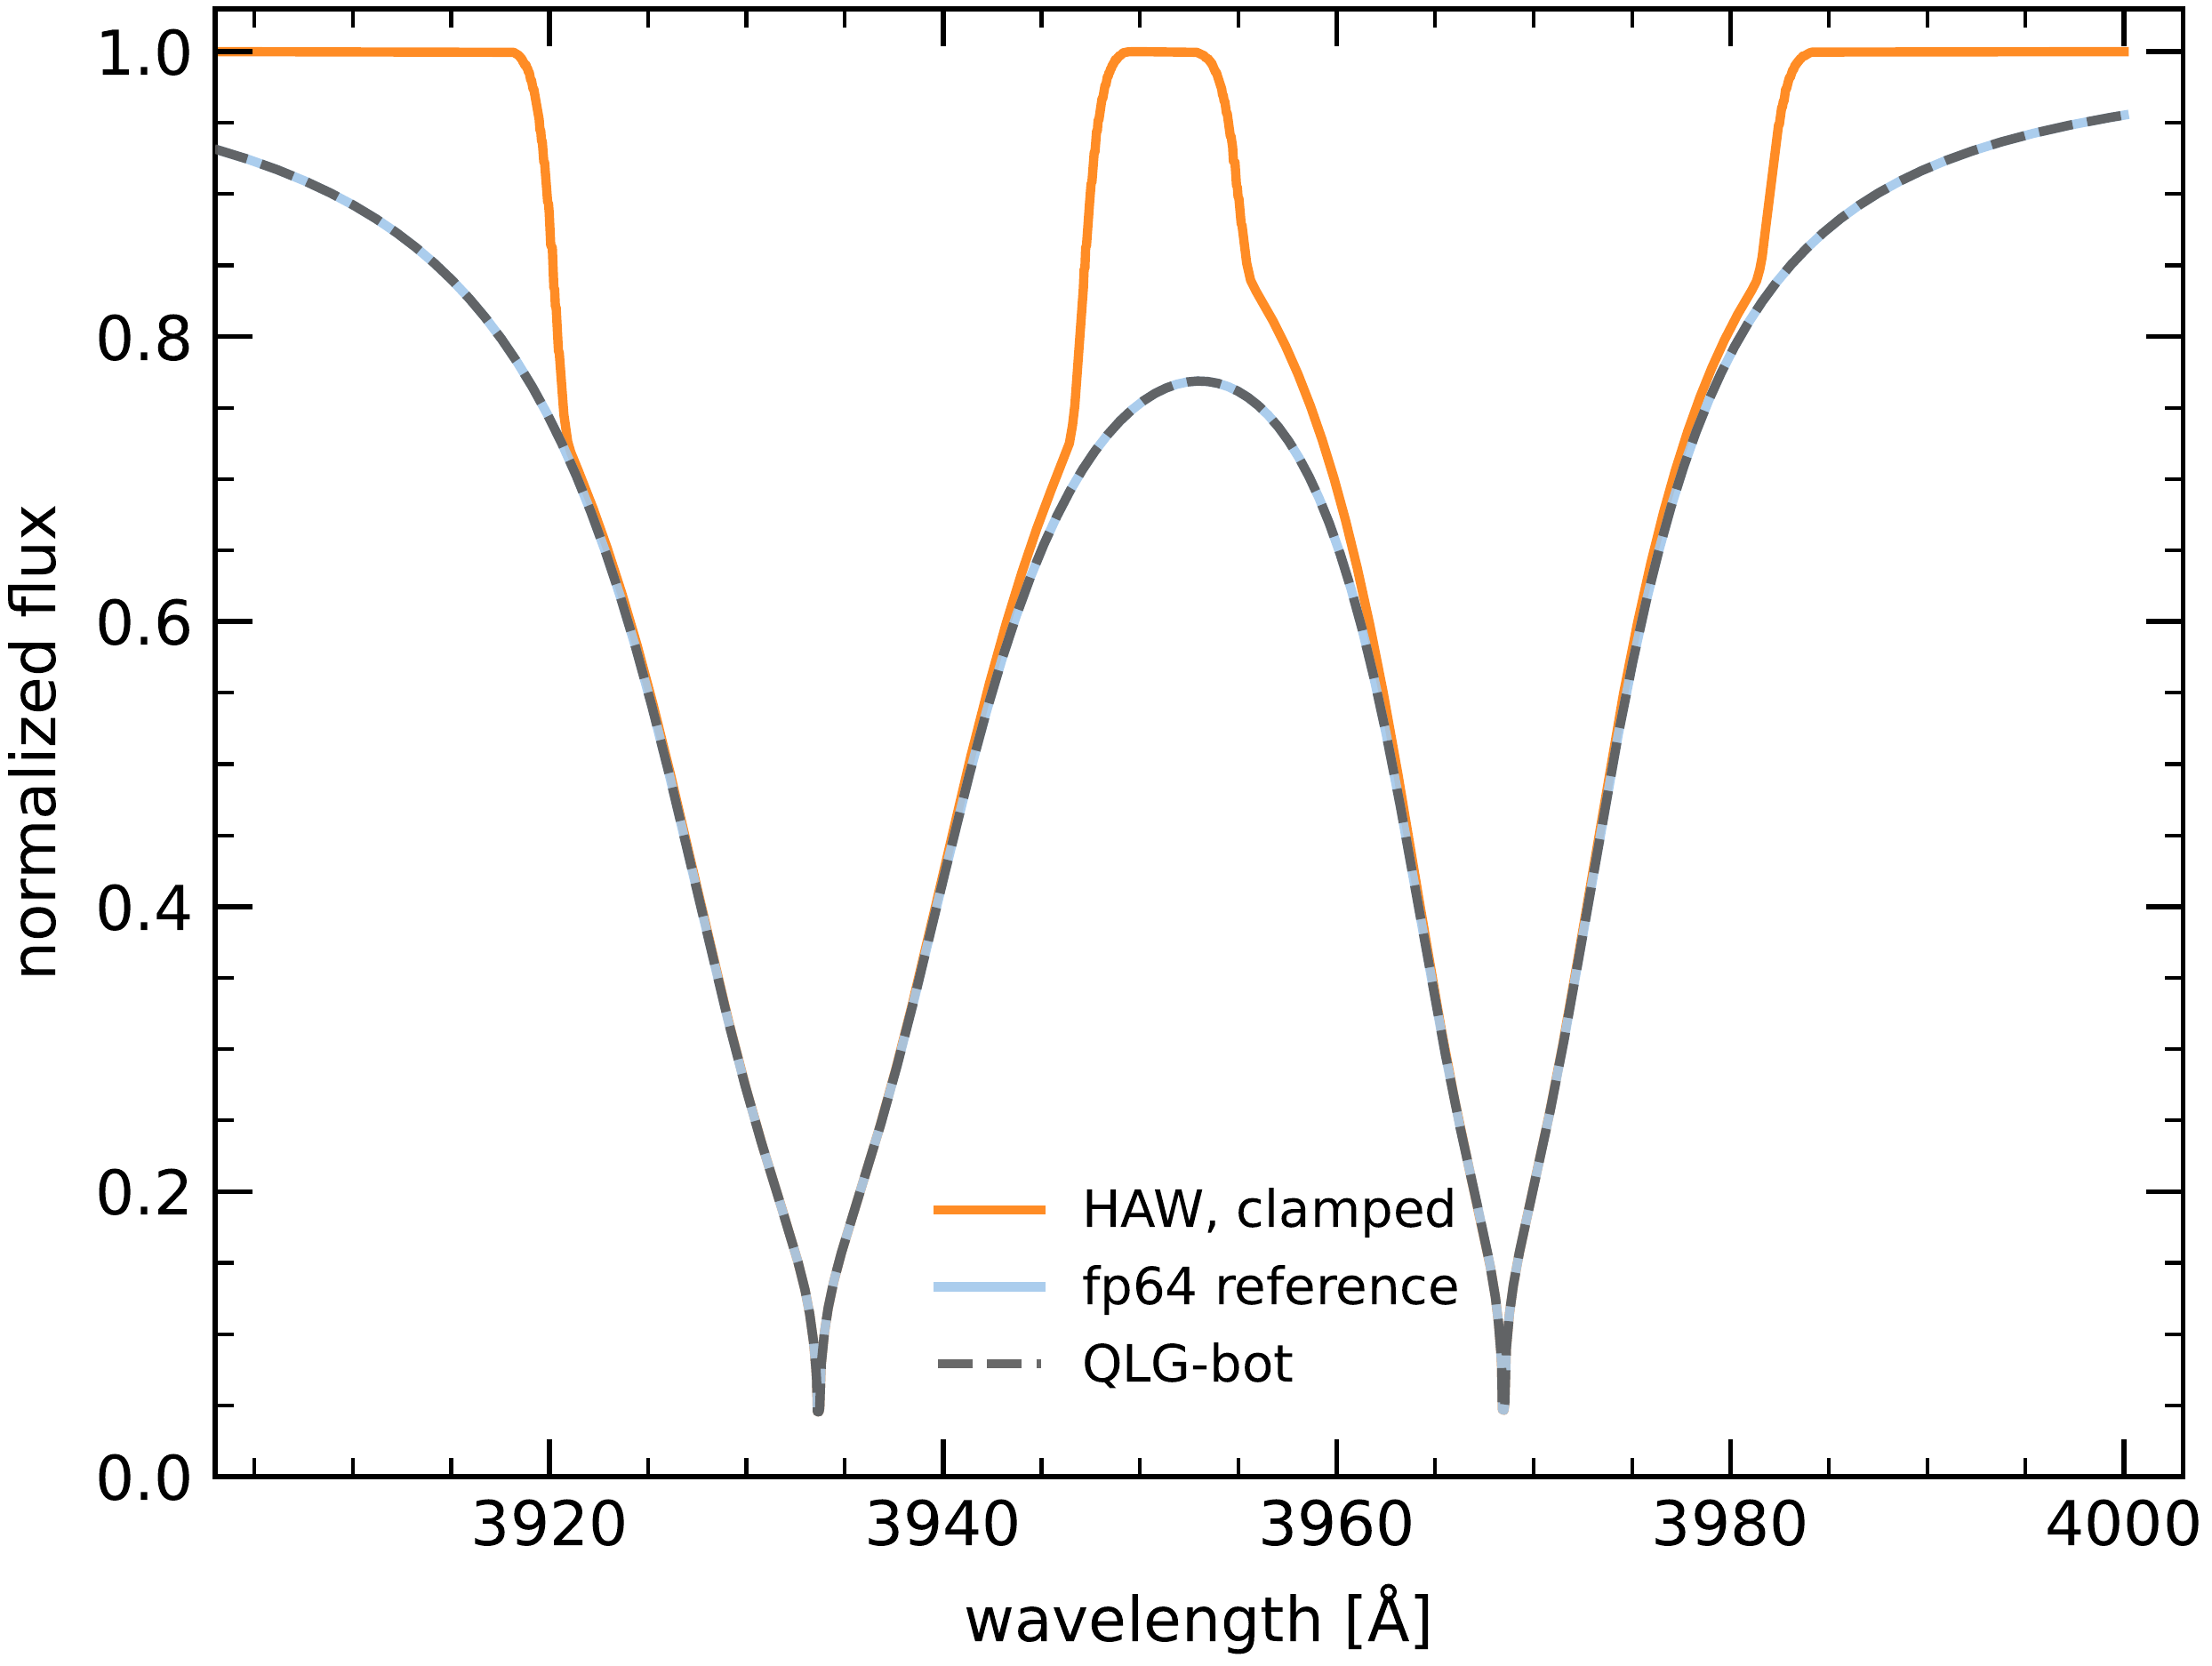 1.0
0.8
0.6
0.4
0.2
0.0
normalized flux
HAW, clamped
fp64 reference
QLG-bot
3920 3940 3960 3980 4000
wavelength [Å]